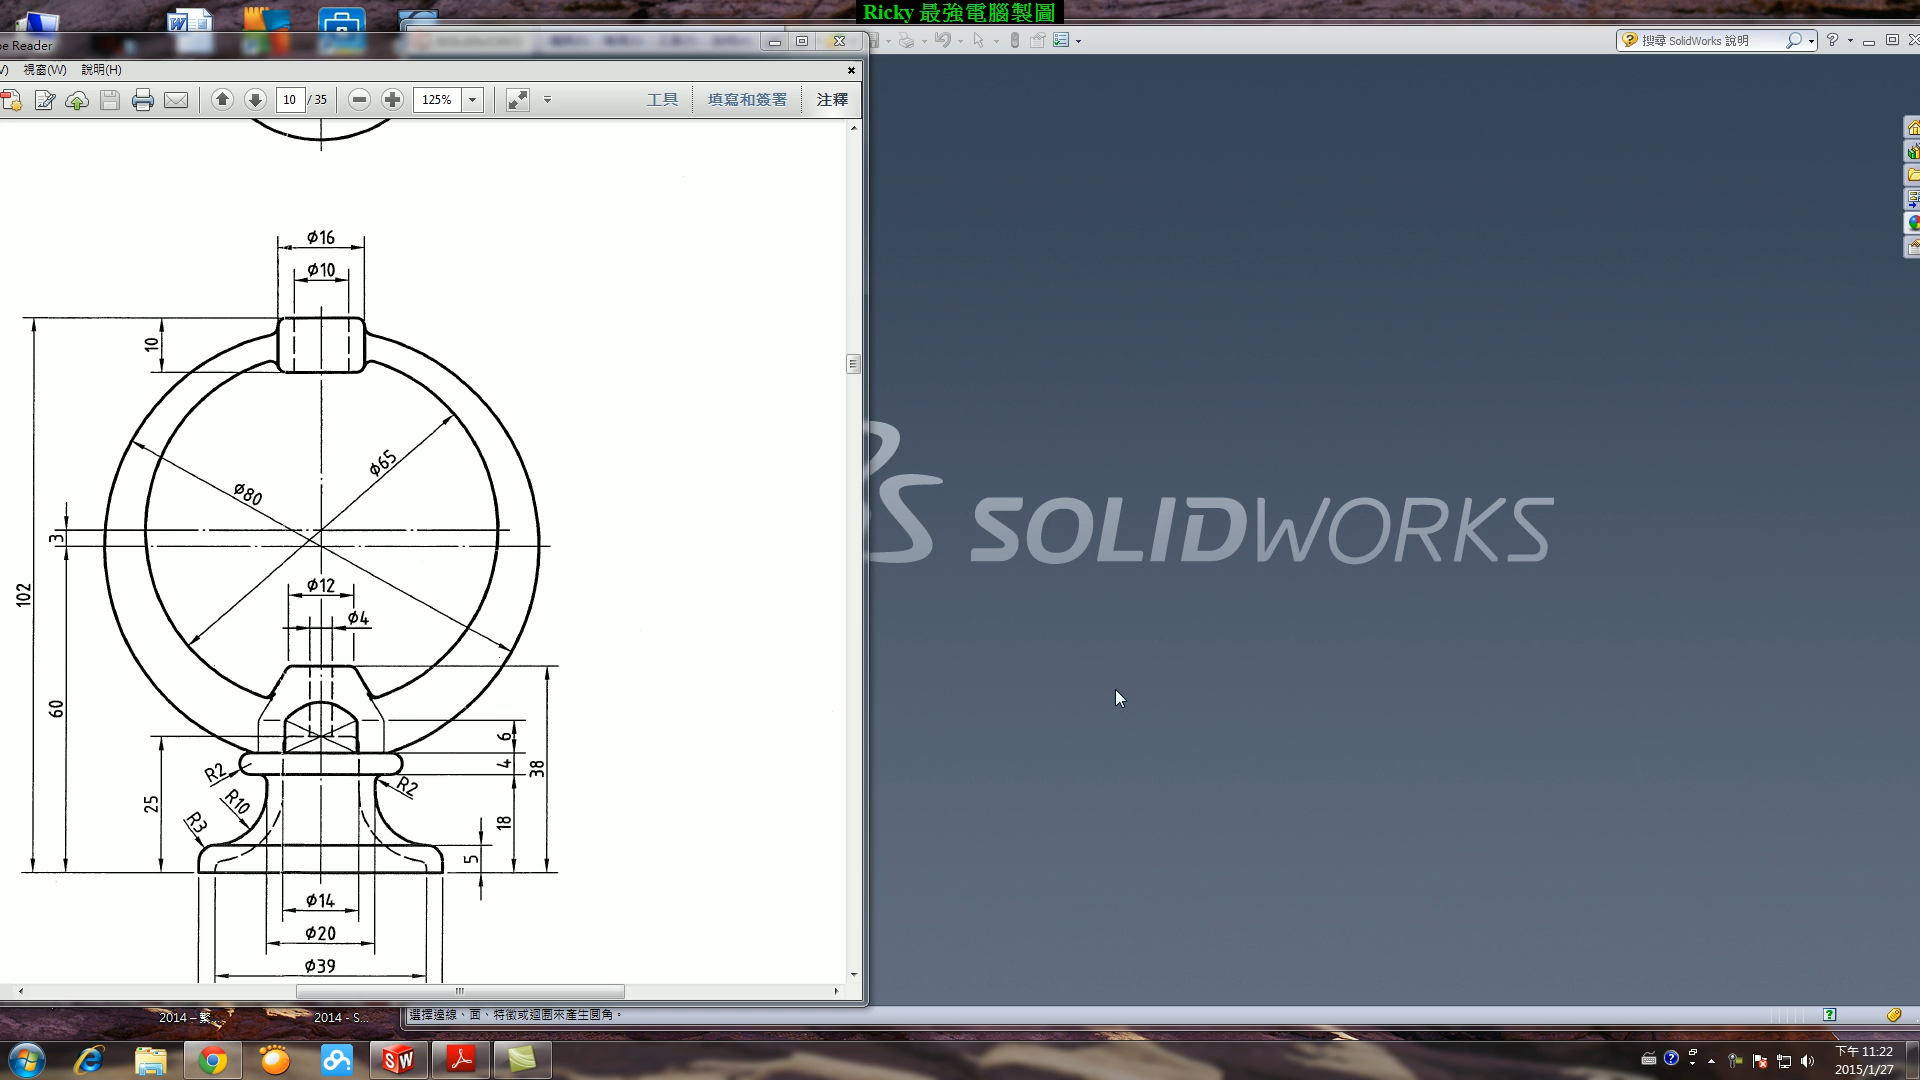 Ricky 最強電腦製圖
be Reader
V) 視窗(W) 說明(H)
搜尋 SolidWorks 說明
10 / 35
125%
工具
填寫和簽署
注釋
ø16
ø10
10
ø65
ø80
3
102
ø12
ø4
60
6
4
38
R2
R2
R10
25
R3
18
5
ø14
ø20
ø39
SOLIDWORKS
2014 – 繁...
2014 - S...
選擇邊線、面、特徵或迴圈來產生圓角。
SW
下午 11:22
2015/1/27